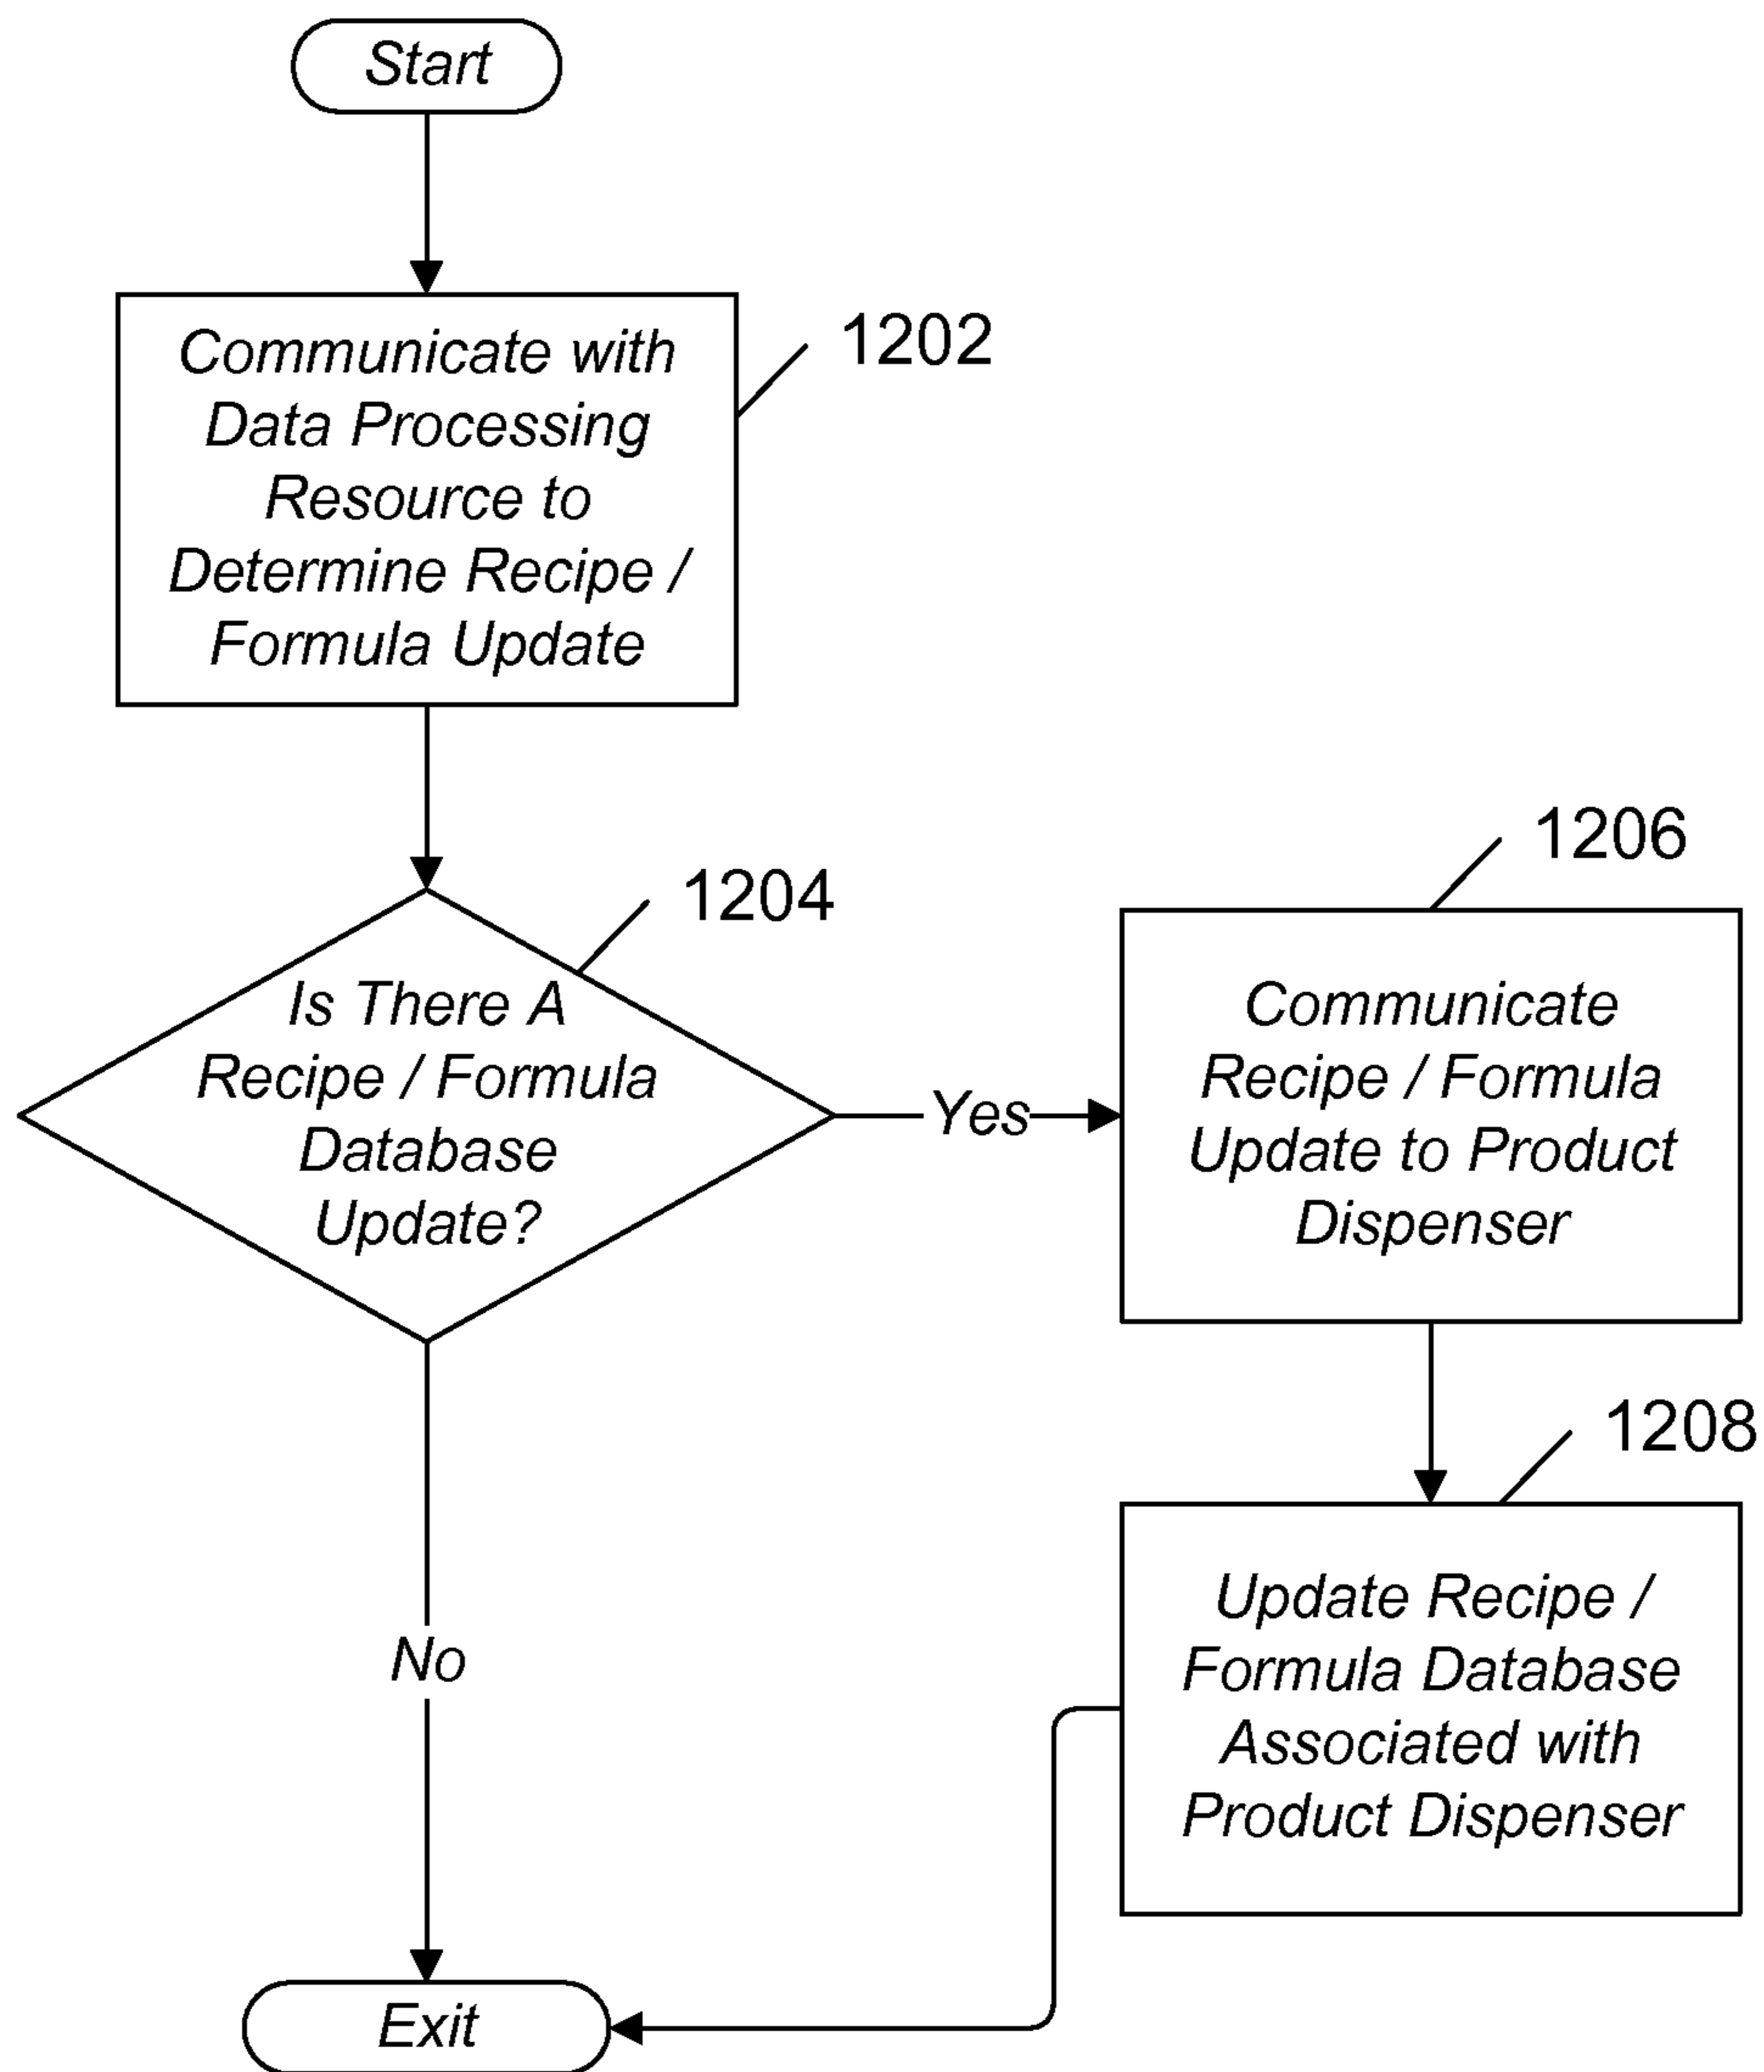 Start
Communicate with
Data Processing
Resource to
Determine Recipe /
Formula Update
1202
Is There A
Recipe / Formula
Database
Update?
1204
Yes
1206
Communicate
Recipe / Formula
Update to Product
Dispenser
1208
Update Recipe /
Formula Database
Associated with
Product Dispenser
No
Exit